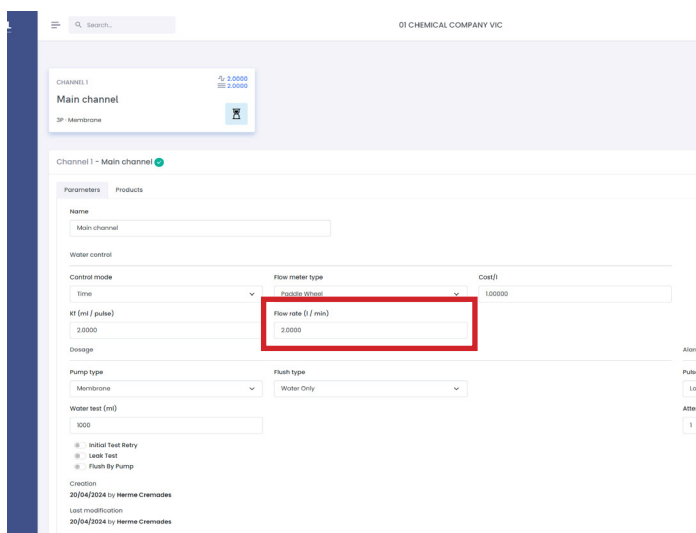 Search...
01 CHEMICAL COMPANY VIC
CHANNEL 1
2.0000
2.0000
Main channel
3P - Membrane
Channel 1 - Main channel
Parameters Products
Name
Main channel
Water control
Control mode Flow meter type Cost/l
Time Paddle Wheel 1.00000
Kf (ml / pulse) Flow rate (l / min)
2.0000 2.0000
Dosage
Pump type Flush type
Membrane Water Only
Water test (ml)
1000 1
Initial Test Retry
Leak Test
Flush By Pump
Creation
20/04/2024 by Herme Cremades
Last modification
20/04/2024 by Herme Cremades